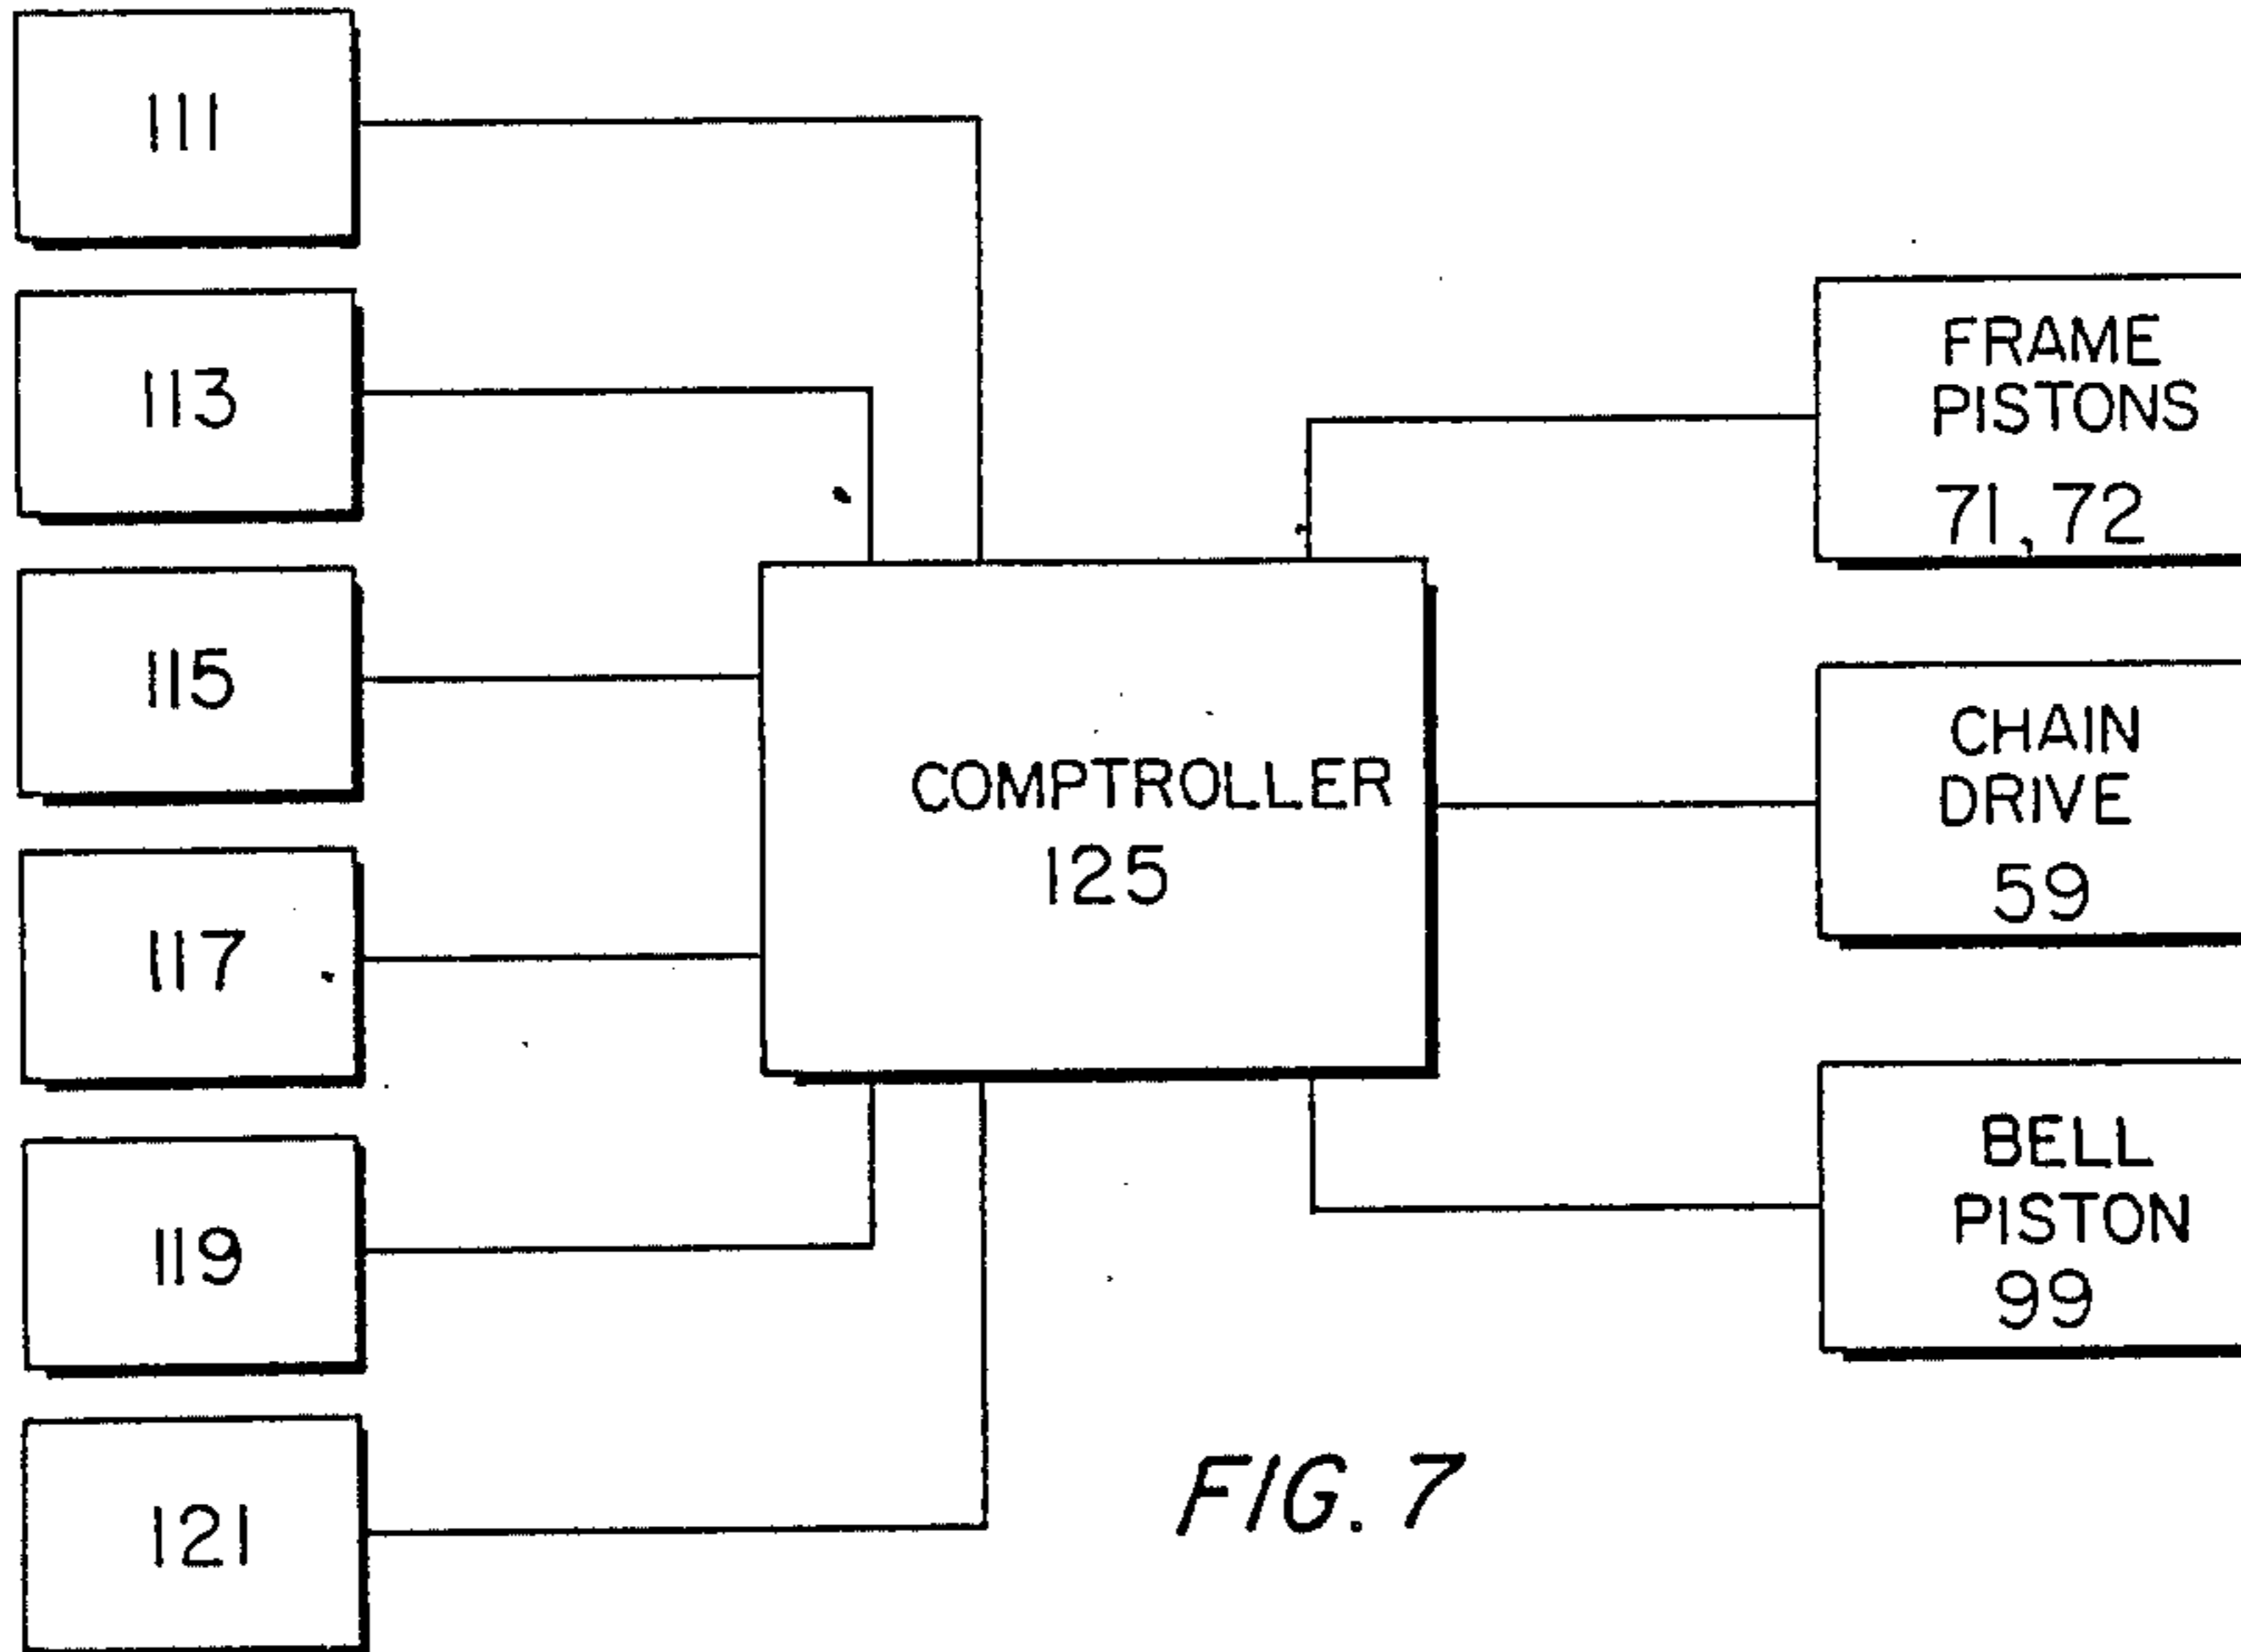 111
113
115
117
119
121
COMPTROLLER
125
FRAME
PISTONS
71, 72
CHAIN
DRIVE
59
BELL
PISTON
99
FIG. 7